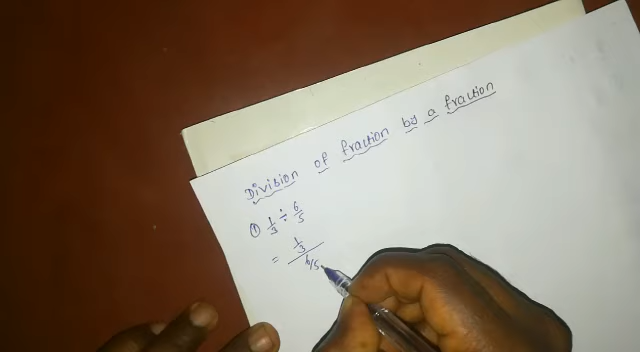 Division of fraction by a fraction
① 1/3 ÷ 6/5
= 1/3 / 6/5